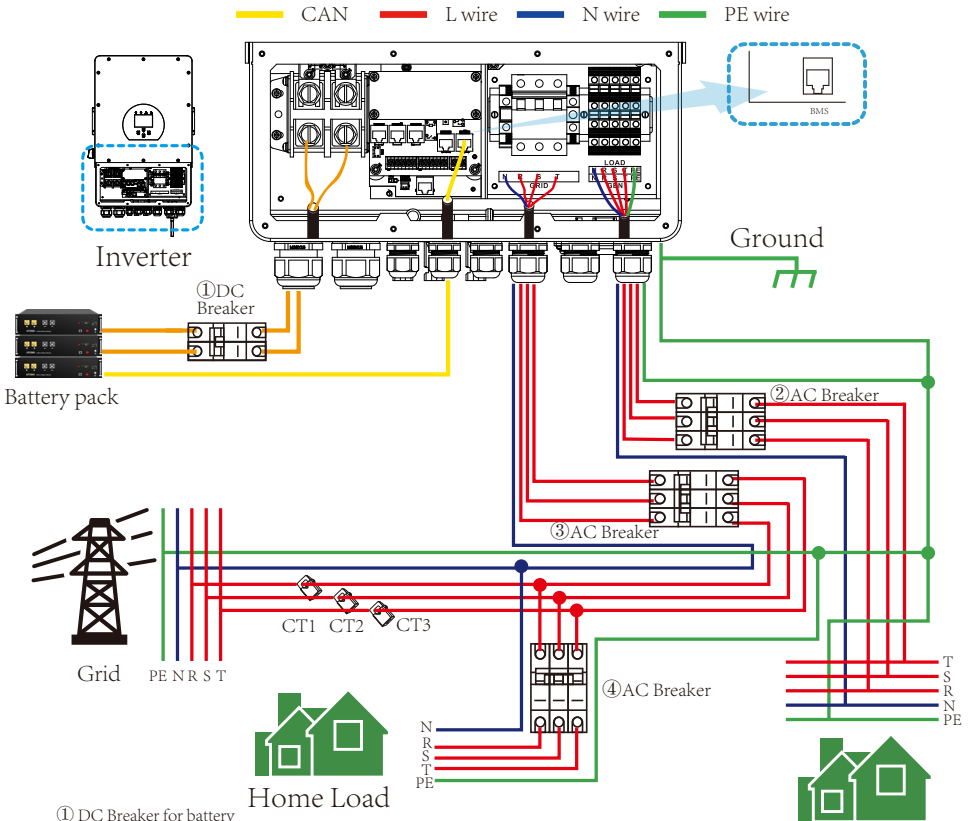 CAN L wire N wire PE wire
BMS
LOAD
N R S T PE
N R S T
GRID
GEN
Inverter
Ground
①DC
Breaker
Battery pack
②AC Breaker
③AC Breaker
CT1 CT2 CT3
Grid
PE N R S T
④AC Breaker
T
S
R
N
PE
N
R
S
T
PE
Home Load
① DC Breaker for battery